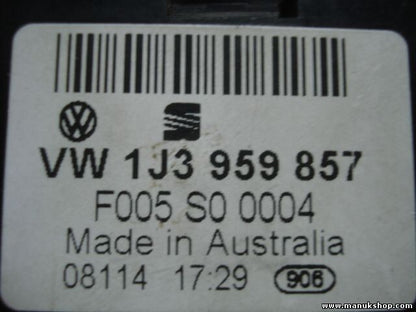 VW 1J3 959 857
F005 S0 0004
Made in Australia
08114 17:29 906
www.manukshop.com